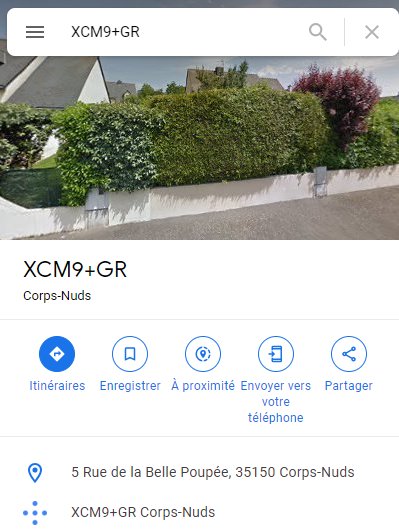 XCM9+GR
XCM9+GR
Corps-Nuds
Itinéraires Enregistrer À proximité Envoyer vers Partager
votre
téléphone
5 Rue de la Belle Poupée, 35150 Corps-Nuds
XCM9+GR Corps-Nuds